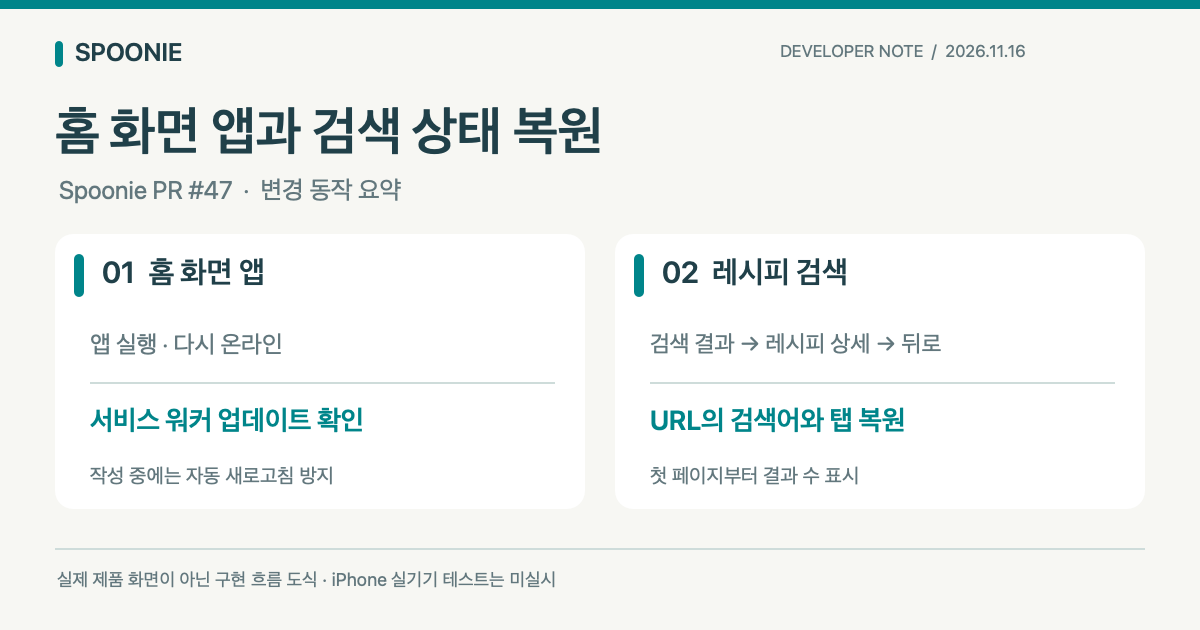 SPOONIE
DEVELOPER NOTE / 2026.11.16
홈 화면 앱과 검색 상태 복원
Spoonie PR #47 · 변경 동작 요약
01 홈 화면 앱
앱 실행 · 다시 온라인
서비스 워커 업데이트 확인
작성 중에는 자동 새로고침 방지
02 레시피 검색
검색 결과 → 레시피 상세 → 뒤로
URL의 검색어와 탭 복원
첫 페이지부터 결과 수 표시
실제 제품 화면이 아닌 구현 흐름 도식 · iPhone 실기기 테스트는 미실시